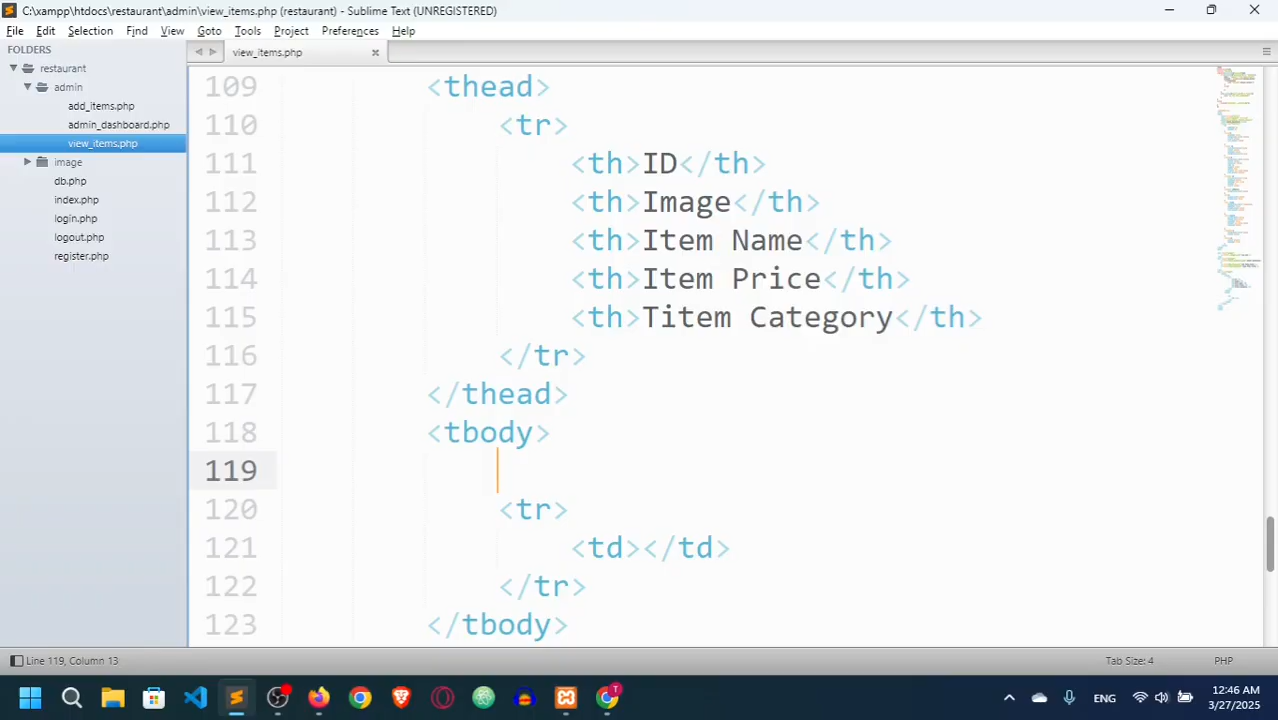 C:\xampp\htdocs\restaurant\admin\view_items.php (restaurant) - Sublime Text (UNREGISTERED)
File Edit Selection Find View Goto Tools Project Preferences Help
FOLDERS
restaurant
admin
add_items.php
admin_dashboard.php
view_items.php
image
db.php
index.php
login.php
logout.php
register.php
view_items.php
109 <thead>
110 <tr>
111 <th>ID</th>
112 <th>Image</th>
113 <th>Item Name</th>
114 <th>Item Price</th>
115 <th>Titem Category</th>
116 </tr>
117 </thead>
118 <tbody>
119
120 <tr>
121 <td></td>
122 </tr>
123 </tbody>
Line 119, Column 13
Tab Size: 4
PHP
T
ENG
12:46 AM
3/27/2025